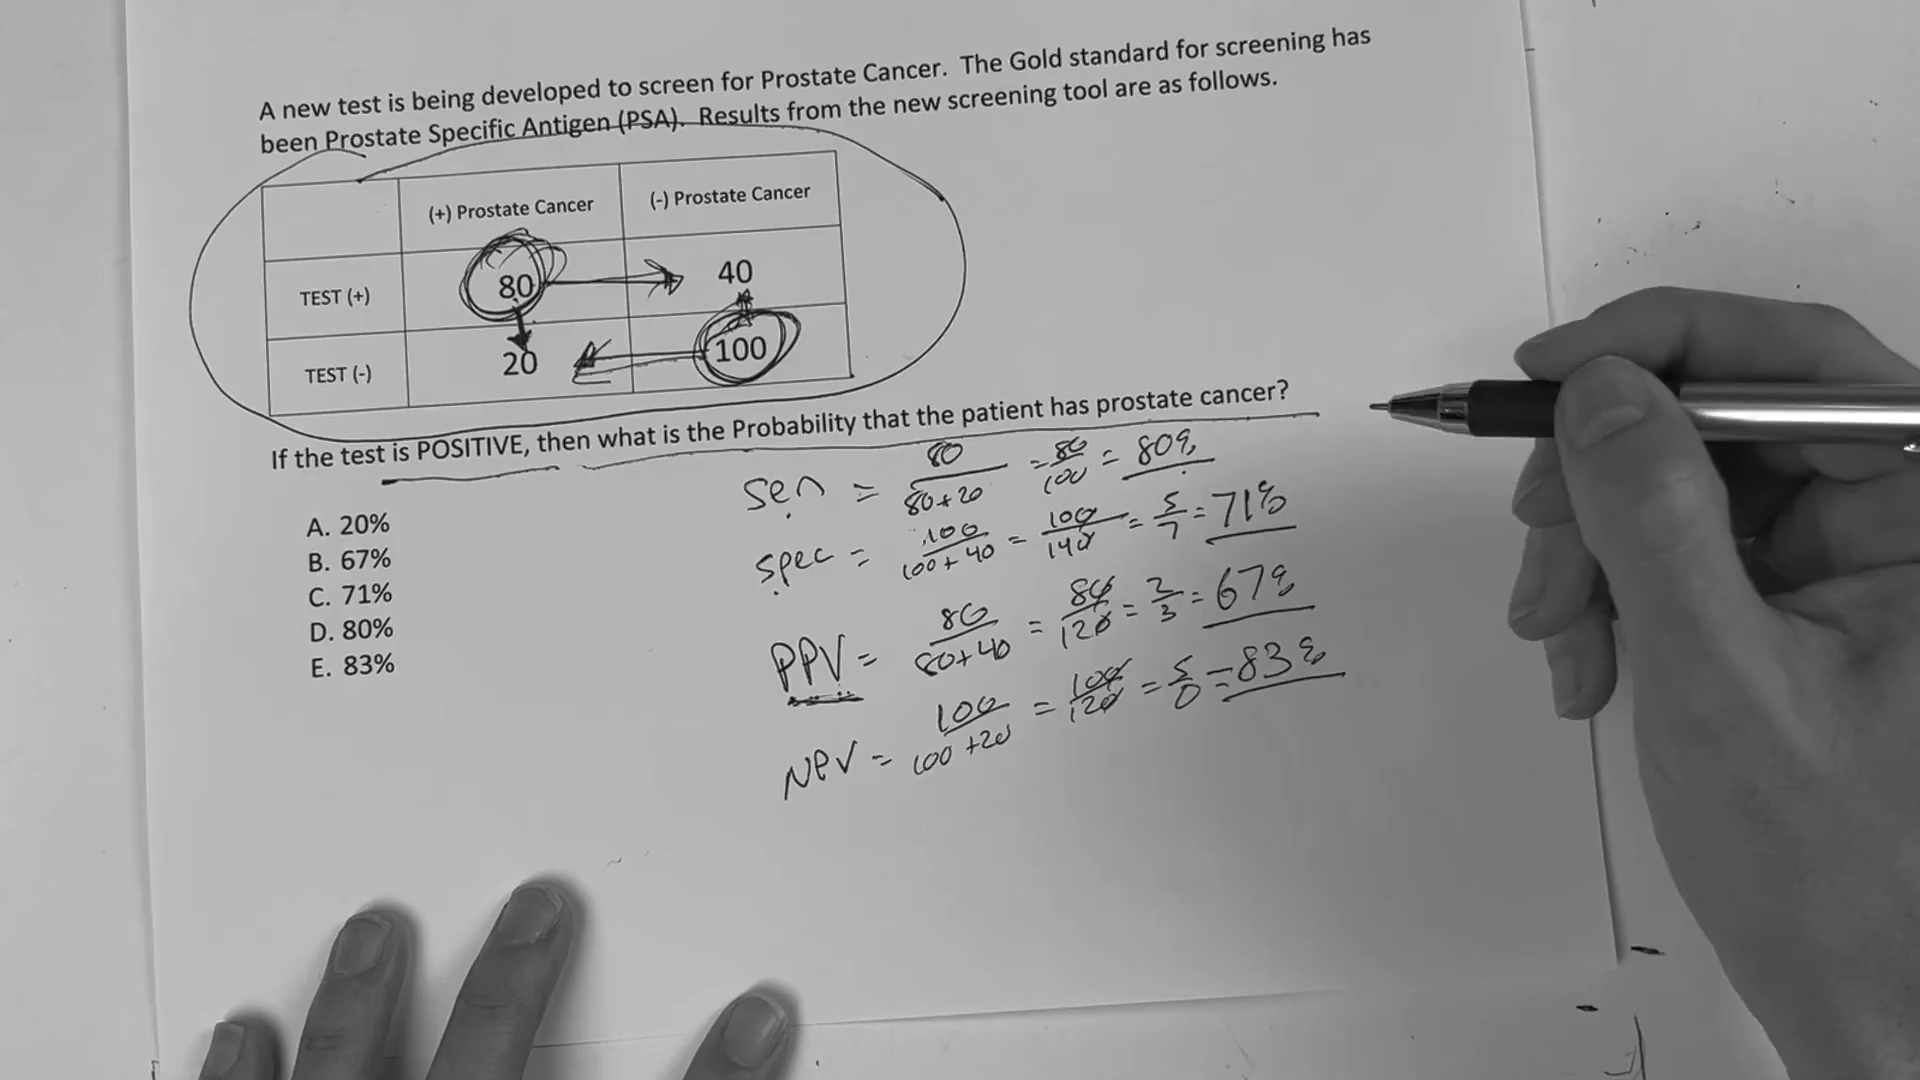 A new test is being developed to screen for Prostate Cancer. The Gold standard for screening has
been Prostate Specific Antigen (PSA). Results from the new screening tool are as follows.
(+) Prostate Cancer (-) Prostate Cancer
TEST (+) 80 40
TEST (-) 20 100
If the test is POSITIVE, then what is the Probability that the patient has prostate cancer?
A. 20%
B. 67%
C. 71%
D. 80%
E. 83%
sen = 80/80+20 = 80/100 = 80%
spec = 100/100+40 = 100/140 = 5/7 = 71%
PPV = 80/80+40 = 80/120 = 2/3 = 67%
NPV = 100/100+20 = 100/120 = 5/6 = 83%